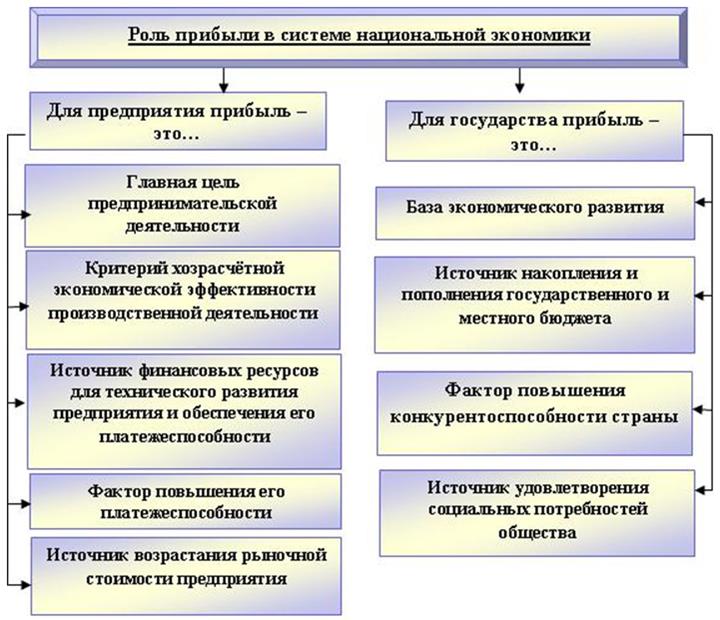 Роль прибыли в системе национальной экономики
Для предприятия прибыль –
это…
Главная цель
предпринимательской
деятельности
Критерий хозрасчётной
экономической эффективности
производственной деятельности
Источник финансовых ресурсов
для технического развития
предприятия и обеспечения его
платежеспособности
Фактор повышения его
платежеспособности
Источник возрастания рыночной
стоимости предприятия
Для государства прибыль –
это…
База экономического развития
Источник накопления и
пополнения государственного и
местного бюджета
Фактор повышения
конкурентоспособности страны
Источник удовлетворения
социальных потребностей
общества